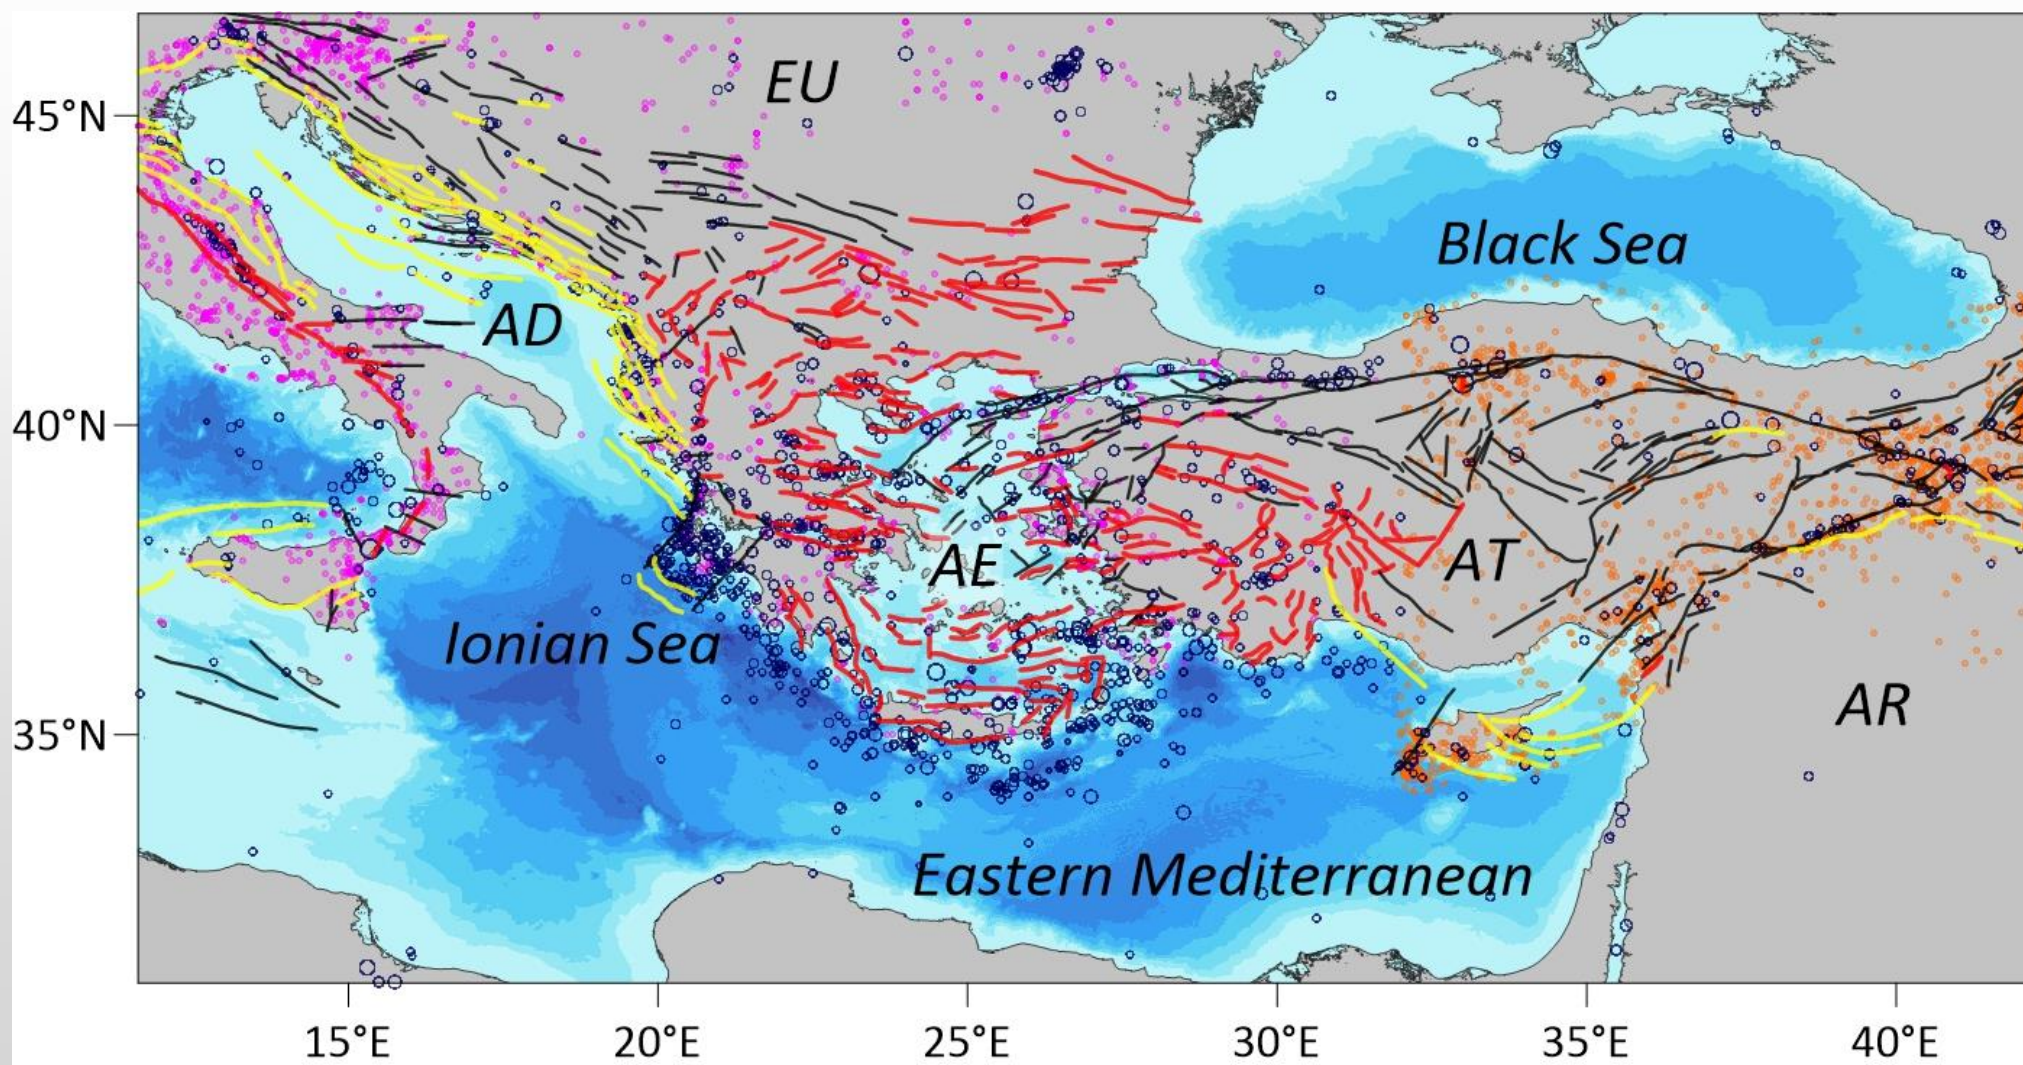 EU
45°N
Black Sea
AD
40°N
AE
AT
Ionian Sea
AR
35°N
Eastern Mediterranean
15°E
20°E
25°E
30°E
35°E
40°E